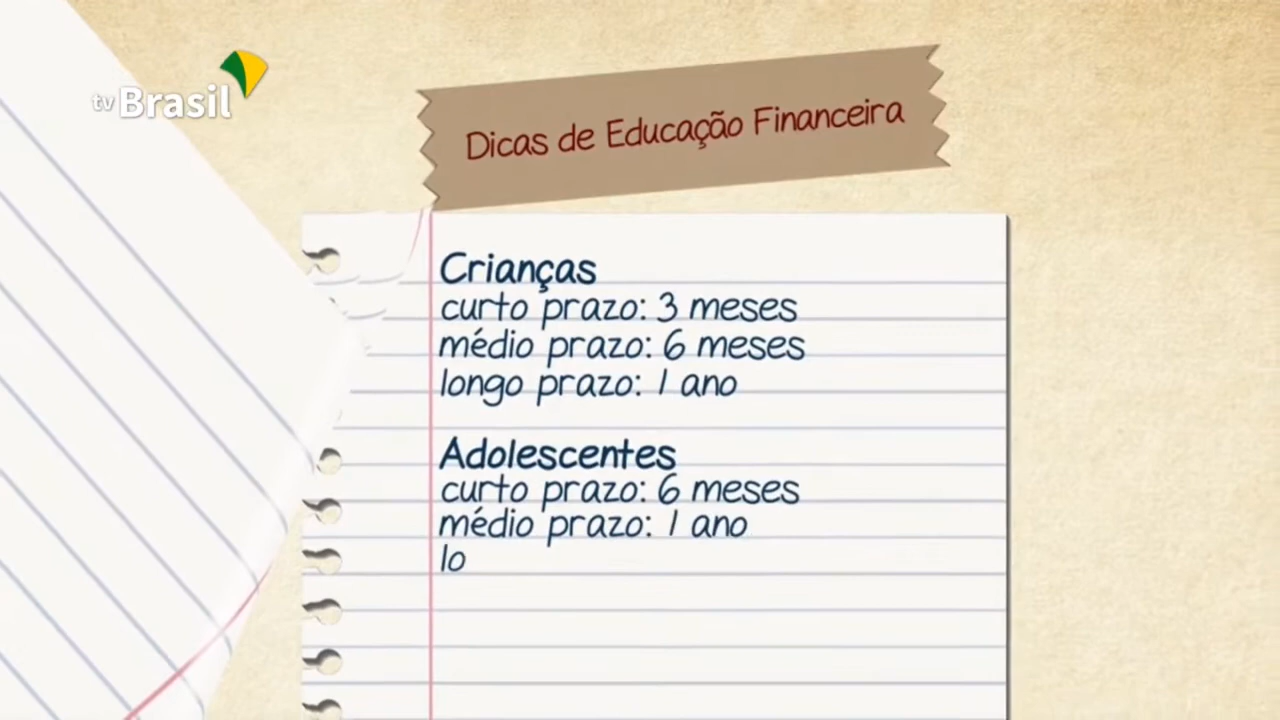 tv Brasil
Dicas de Educação Financeira
Crianças
curto prazo: 3 meses
médio prazo: 6 meses
longo prazo: 1 ano
Adolescentes
curto prazo: 6 meses
médio prazo: 1 ano
lo